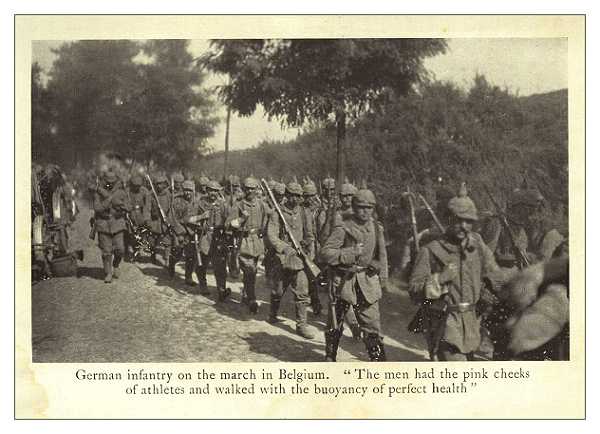 German infantry on the march in Belgium. "The men had the pink cheeks
of athletes and walked with the buoyancy of perfect health"